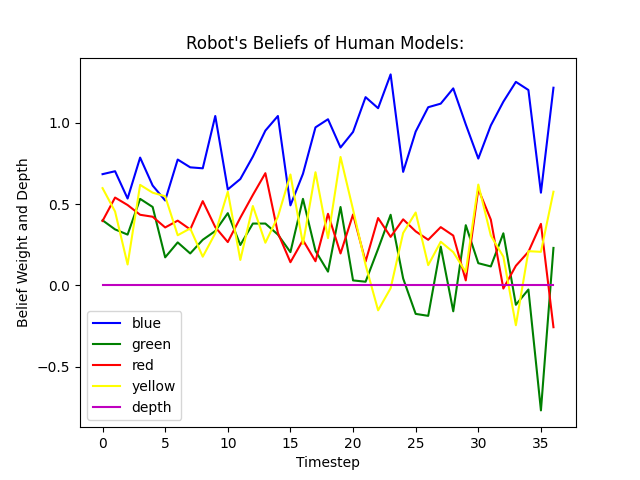 Robot's Beliefs of Human Models:
Belief Weight and Depth
1.0
0.5
0.0
−0.5
blue
green
red
yellow
depth
0 5 10 15 20 25 30 35
Timestep